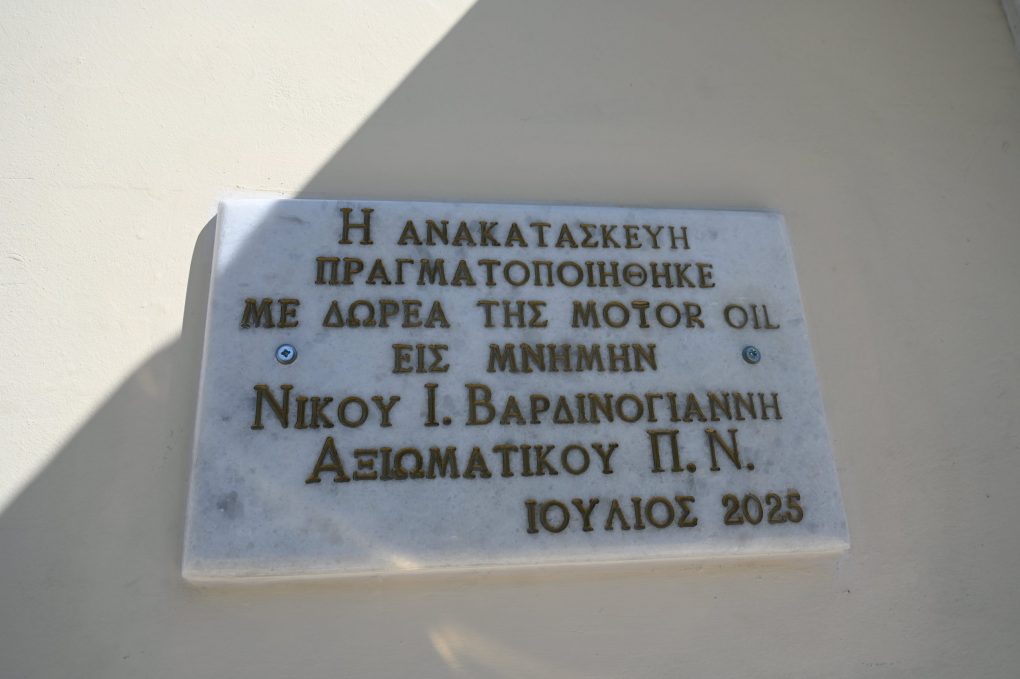 Η ΑΝΑΚΑΤΑΣΚΕΥΗ
ΠΡΑΓΜΑΤΟΠΟΙΗΘΗΚΕ
ΜΕ ΔΩΡΕΑ ΤΗΣ MOTOR OIL
ΕΙΣ ΜΝΗΜΗΝ
ΝΙΚΟΥ Ι. ΒΑΡΔΙΝΟΓΙΑΝΝΗ
ΑΞΙΩΜΑΤΙΚΟΥ Π. Ν.
ΙΟΥΛΙΟΣ 2025